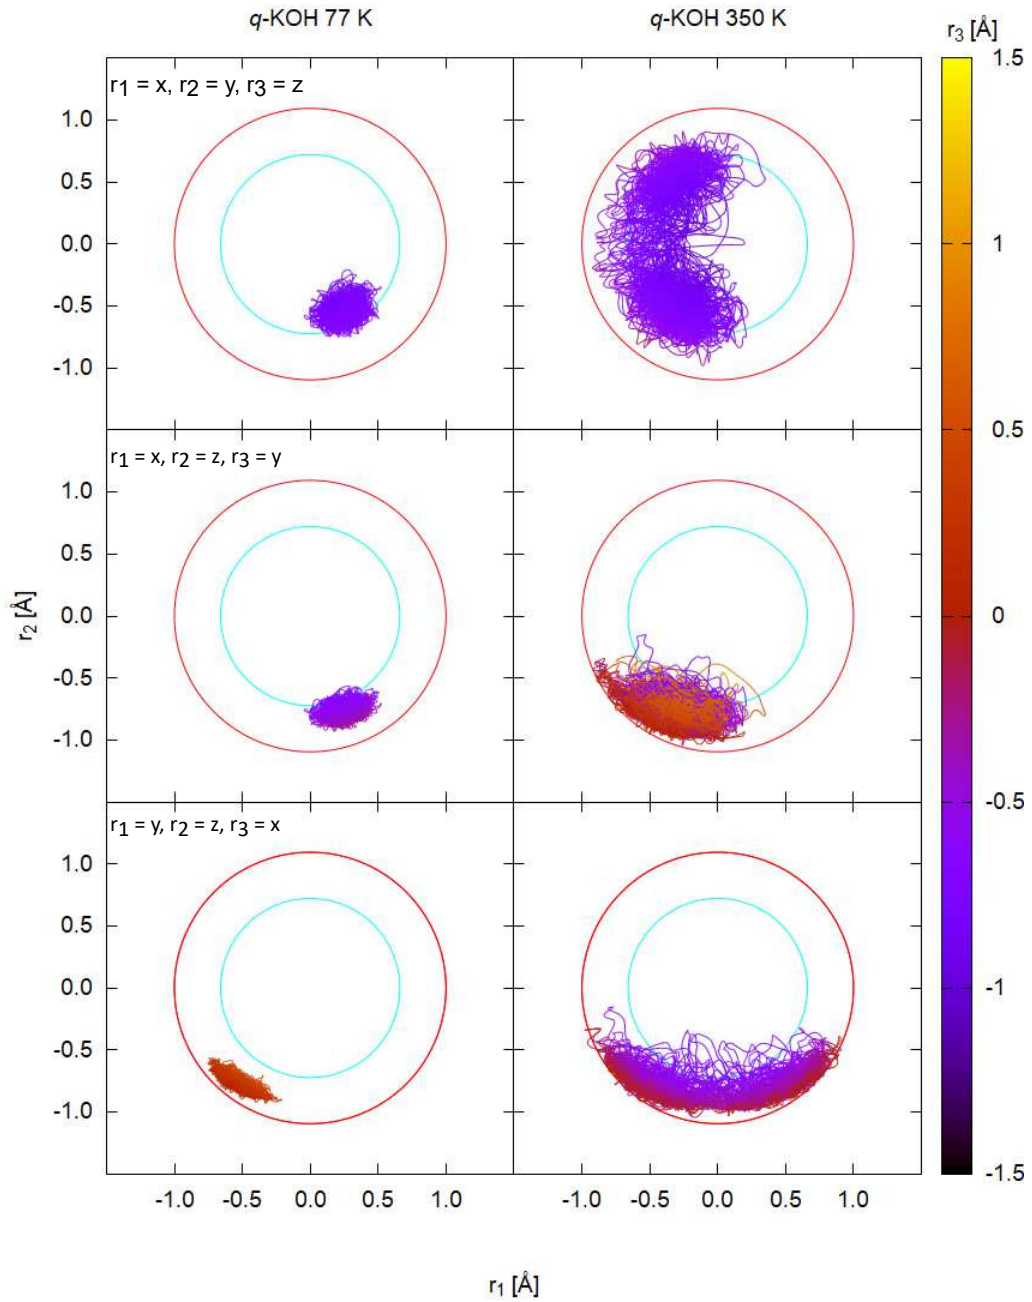 q-KOH 77 K
q-KOH 350 K
r3 [Å]
r1 = x, r2 = y, r3 = z
1.0
0.5
0.0
-0.5
-1.0
r1 = x, r2 = z, r3 = y
1.0
0.5
0.0
-0.5
-1.0
r2 [Å]
r1 = y, r2 = z, r3 = x
1.0
0.5
0.0
-0.5
-1.0
-1.0 -0.5 0.0 0.5 1.0
-1.0 -0.5 0.0 0.5 1.0
r1 [Å]
1.5
1
0.5
0
-0.5
-1
-1.5